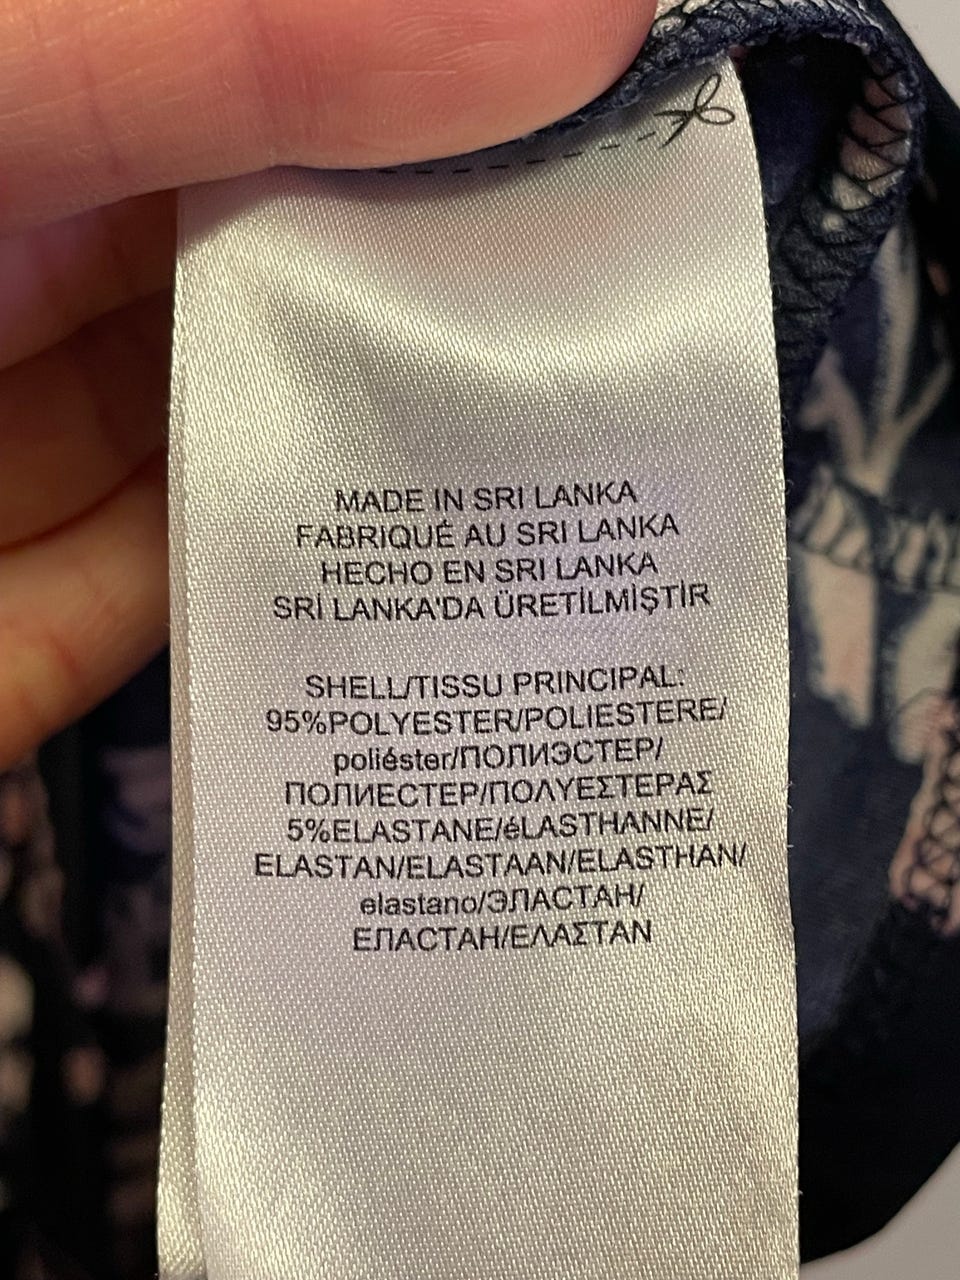 MADE IN SRI LANKA
FABRIQUÉ AU SRI LANKA
HECHO EN SRI LANKA
SRİ LANKA'DA ÜRETİLMİŞTİR
SHELL/TISSU PRINCIPAL:
95%POLYESTER/POLIESTERE/
poliéster/ПОЛИЭСТЕР/
ПОЛИЕСТЕР/ΠΟΛΥΕΣΤΕΡΑΣ
5%ELASTANE/éLASTHANNE/
ELASTAN/ELASTAAN/ELASTHAN/
elastano/ЭЛАСТАН/
ЕЛАСТАН/ΕΛΑΣΤΑΝ